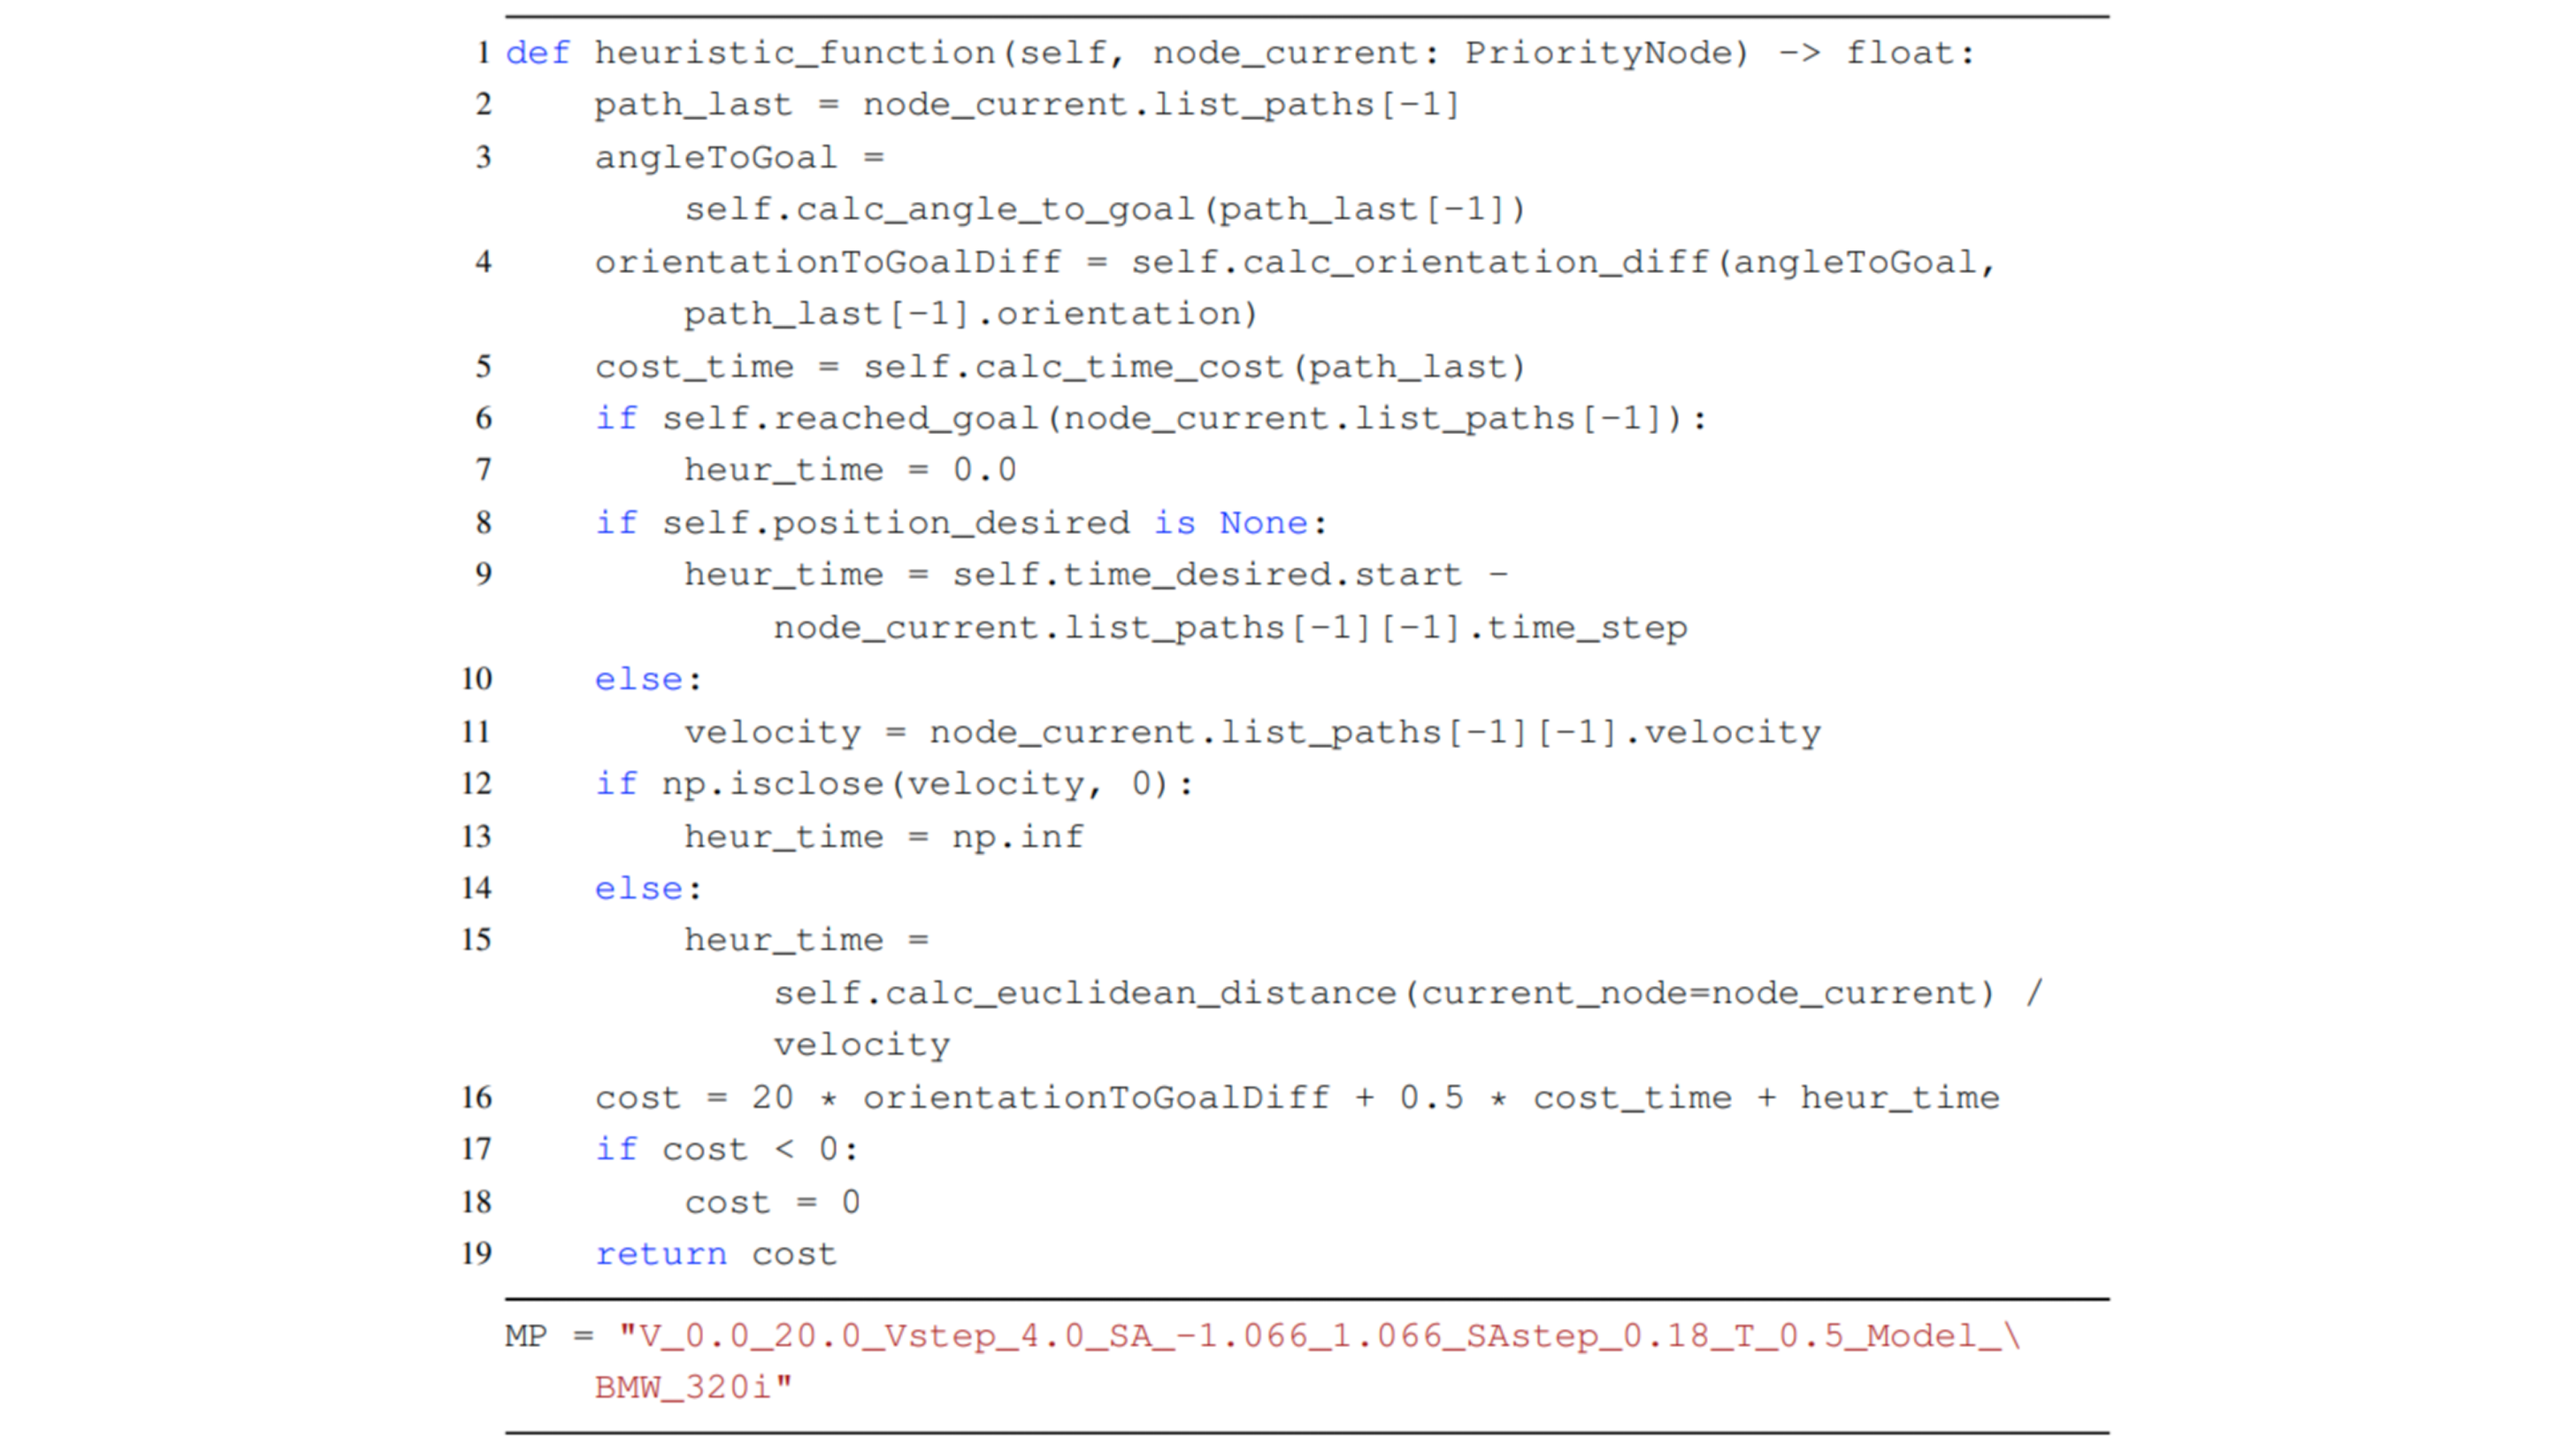 1 def heuristic_function(self, node_current: PriorityNode) -> float:
2 path_last = node_current.list_paths[-1]
3 angleToGoal =
self.calc_angle_to_goal(path_last[-1])
4 orientationToGoalDiff = self.calc_orientation_diff(angleToGoal,
path_last[-1].orientation)
5 cost_time = self.calc_time_cost(path_last)
6 if self.reached_goal(node_current.list_paths[-1]):
7 heur_time = 0.0
8 if self.position_desired is None:
9 heur_time = self.time_desired.start -
node_current.list_paths[-1][-1].time_step
10 else:
11 velocity = node_current.list_paths[-1][-1].velocity
12 if np.isclose(velocity, 0):
13 heur_time = np.inf
14 else:
15 heur_time =
self.calc_euclidean_distance(current_node=node_current) /
velocity
16 cost = 20 * orientationToGoalDiff + 0.5 * cost_time + heur_time
17 if cost < 0:
18 cost = 0
19 return cost
MP = "V_0.0_20.0_Vstep_4.0_SA_-1.066_1.066_SAstep_0.18_T_0.5_Model_\
BMW_320i"